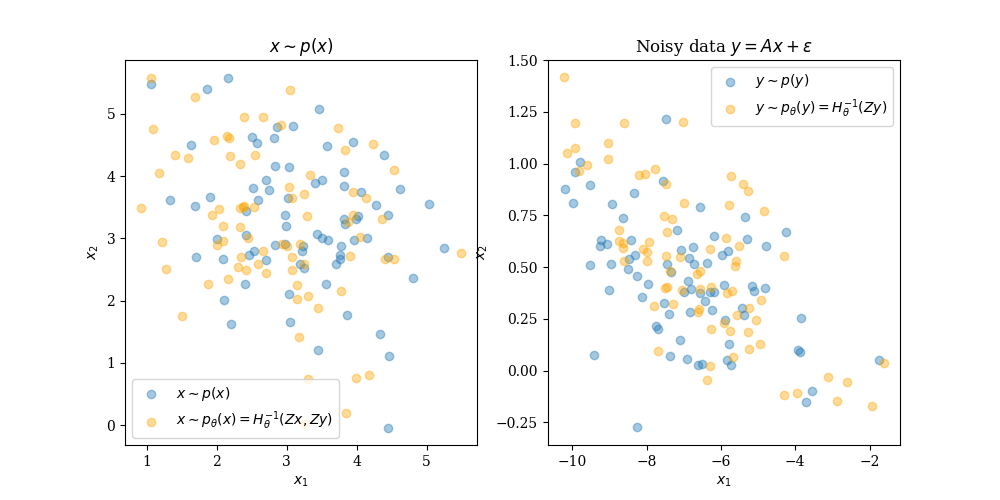 x ∼ p(x)
5
4
3
2
1
0
x₂
1 2 3 4 5
x₁
x ∼ p(x)
x ∼ p_θ(x) = H_θ⁻¹(Zx, Zy)
Noisy data y = Ax + ε
1.50
1.25
1.00
0.75
0.50
0.25
0.00
−0.25
x₂
−10 −8 −6 −4 −2
x₁
y ∼ p(y)
y ∼ p_θ(y) = H_θ⁻¹(Zy)